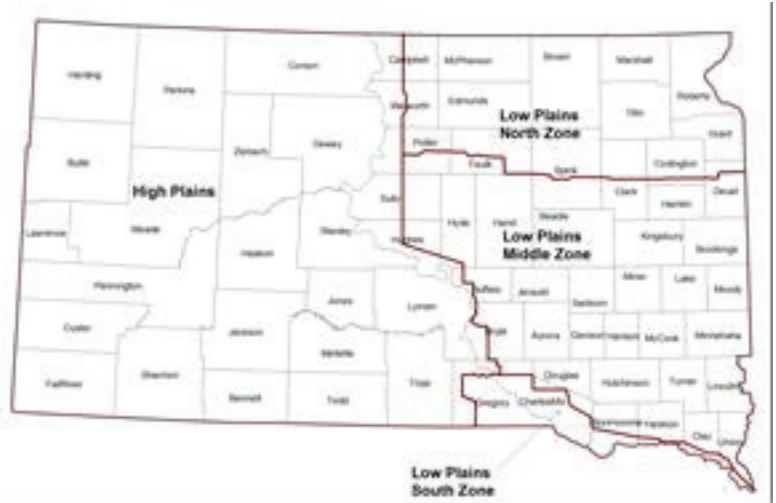 Harding
Perkins
Corson
Campbell
McPherson
Brown
Marshall
Roberts
Walworth
Edmunds
Day
Grant
Low Plains
North Zone
Butte
Ziebach
Dewey
Potter
Faulk
Spink
Codington
High Plains
Clark
Hamlin
Deuel
Sully
Hyde
Hand
Beadle
Low Plains
Middle Zone
Kingsbury
Brookings
Lawrence
Meade
Haakon
Stanley
Hughes
Pennington
Buffalo
Jerauld
Sanborn
Miner
Lake
Moody
Jones
Lyman
Custer
Jackson
Brule
Aurora
Davison
Hanson
McCook
Minnehaha
Mellette
Fall River
Shannon
Bennett
Todd
Tripp
Gregory
Charles Mix
Douglas
Hutchinson
Turner
Lincoln
Yankton
Clay
Union
Low Plains
South Zone